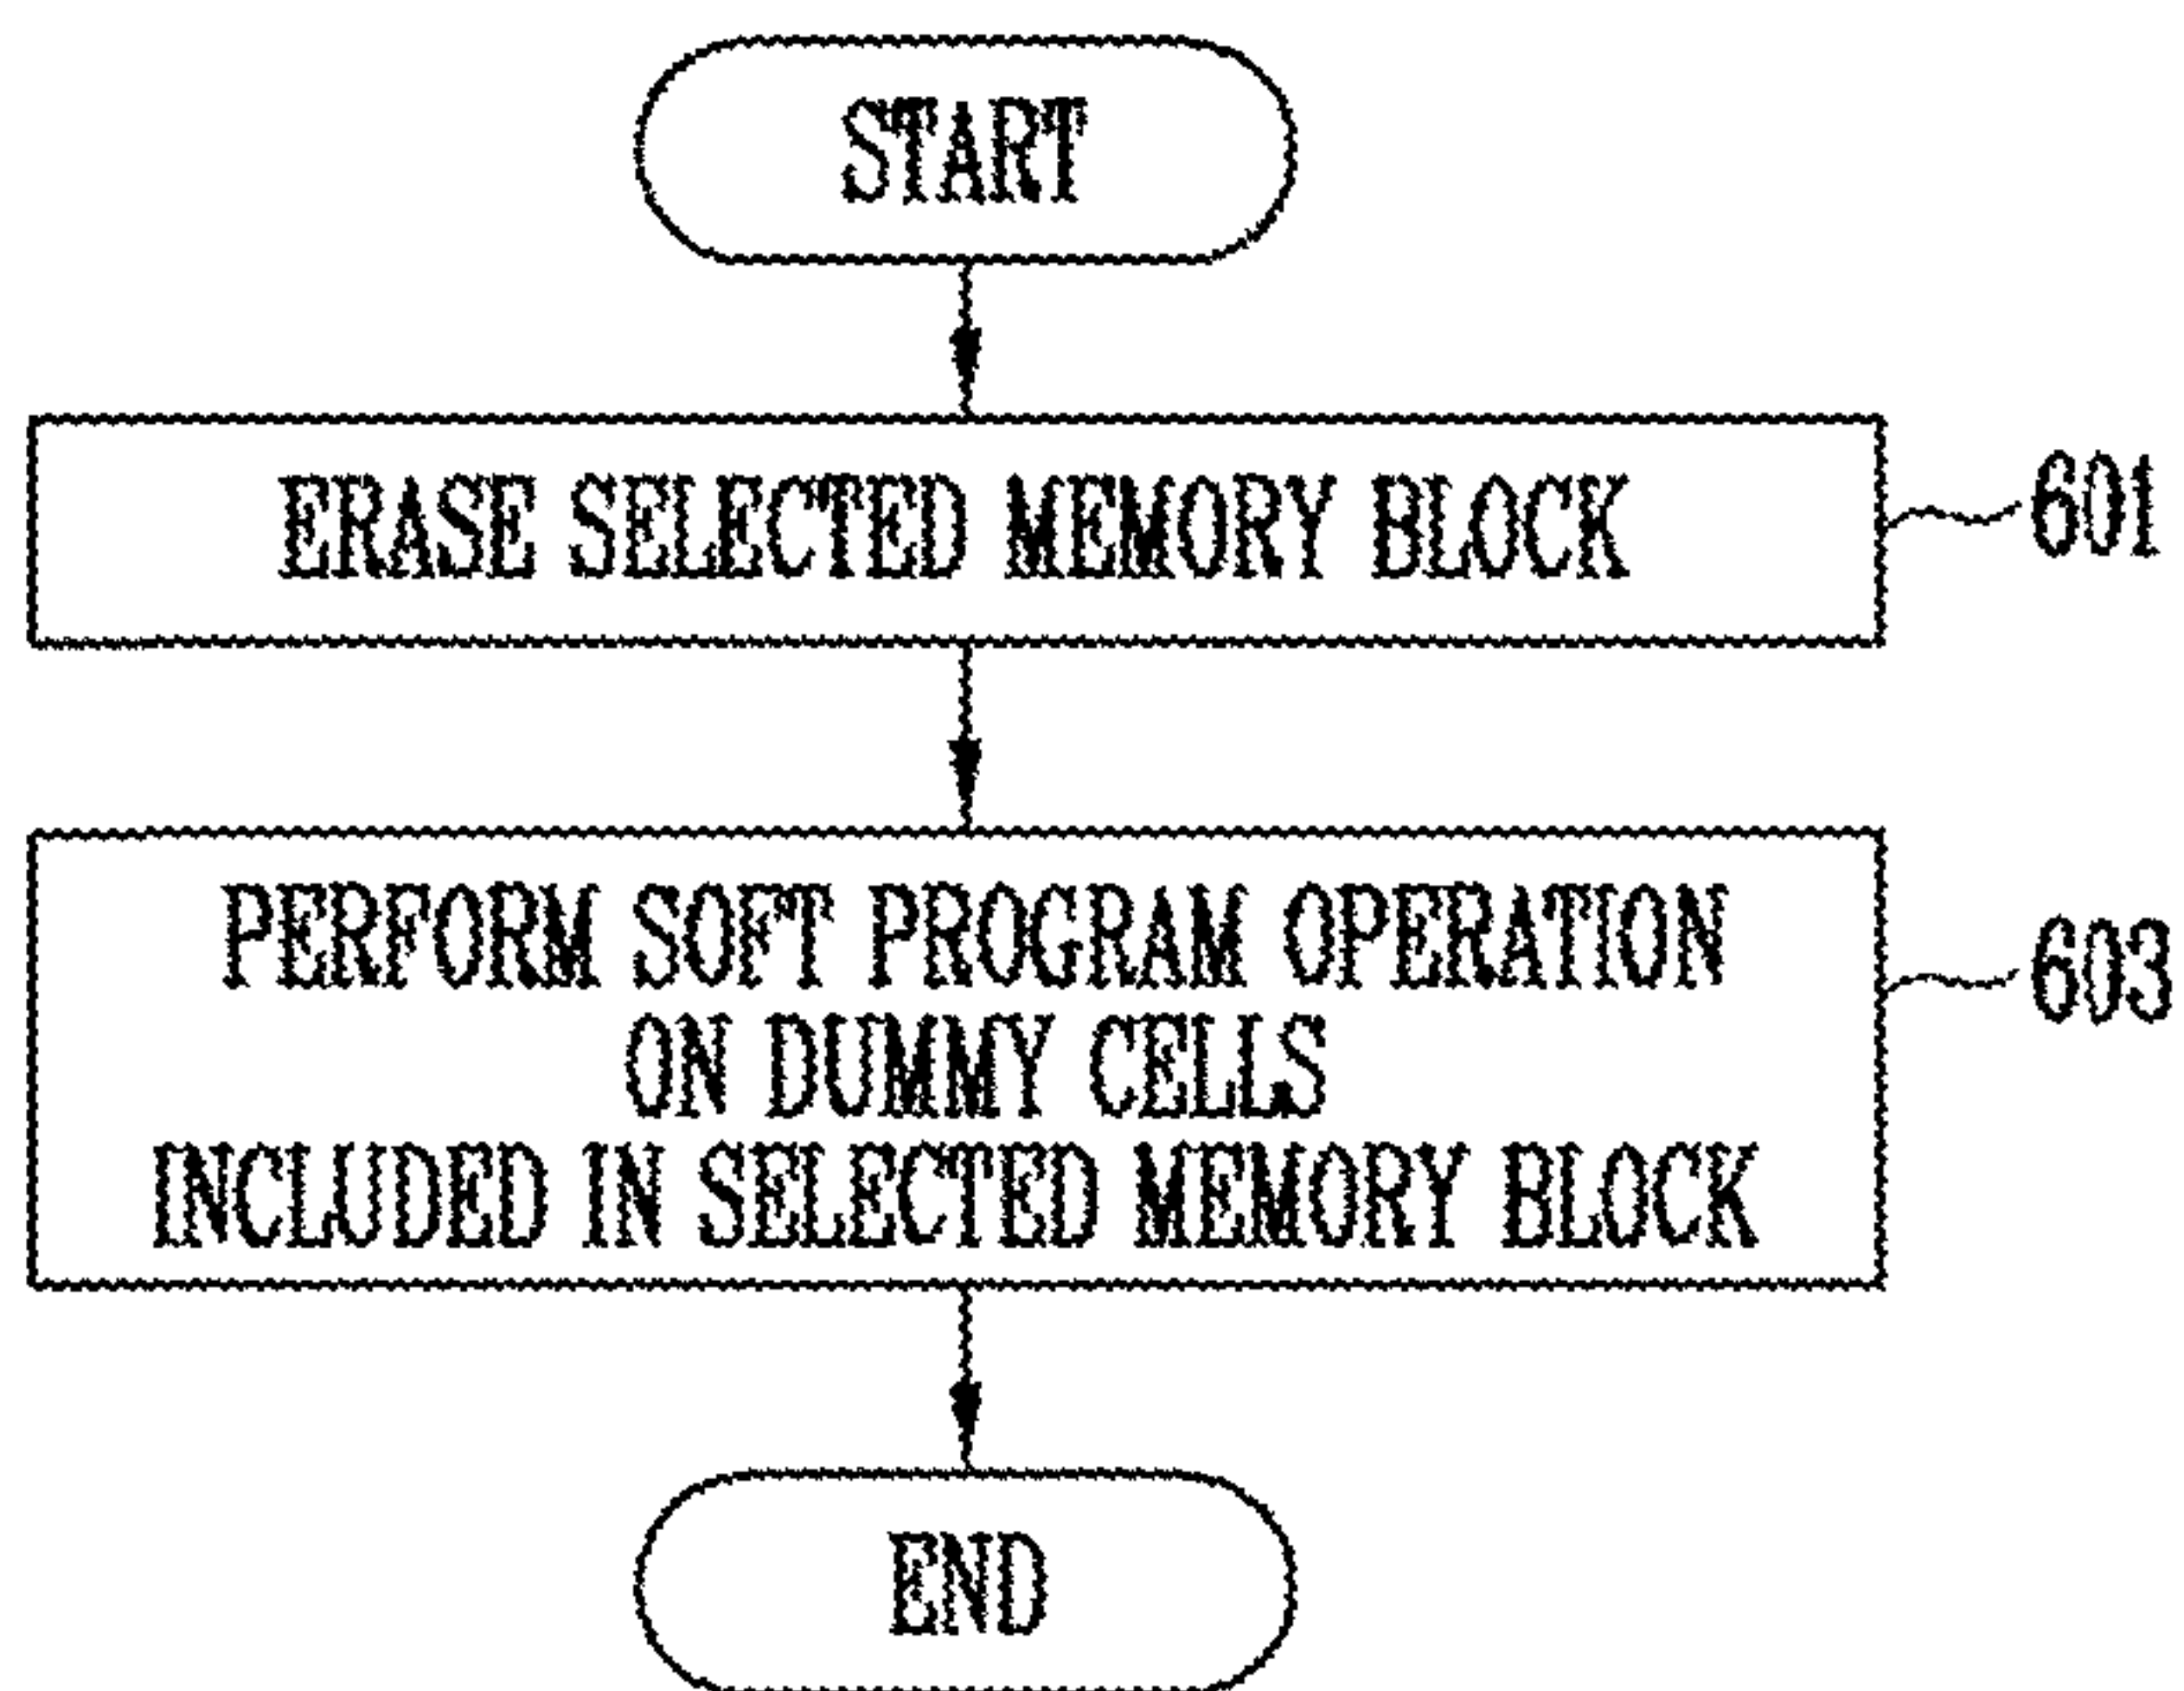 START
ERASE SELECTED MEMORY BLOCK
601
PERFORM SOFT PROGRAM OPERATION
603
ON DUMMY CELLS
INCLUDED IN SELECTED MEMORY BLOCK
END